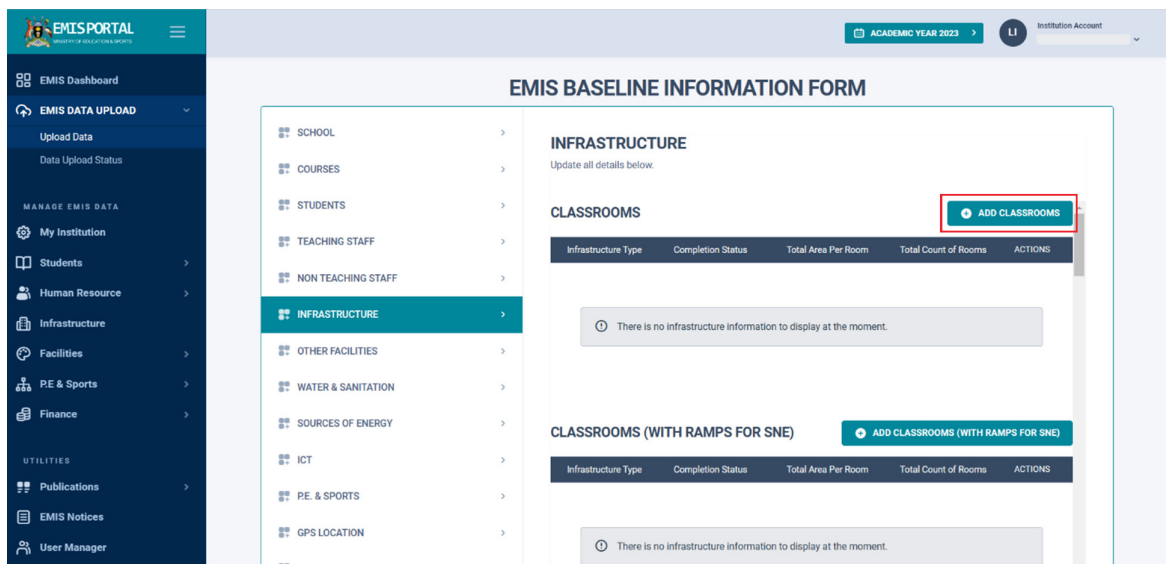 EMIS PORTAL
MINISTRY OF EDUCATION & SPORTS
ACADEMIC YEAR 2023
LI
Institution Account
EMIS Dashboard
EMIS DATA UPLOAD
Upload Data
Data Upload Status
MANAGE EMIS DATA
My Institution
Students
Human Resource
Infrastructure
Facilities
P.E & Sports
Finance
UTILITIES
Publications
EMIS Notices
User Manager
EMIS BASELINE INFORMATION FORM
SCHOOL
COURSES
STUDENTS
TEACHING STAFF
NON TEACHING STAFF
INFRASTRUCTURE
OTHER FACILITIES
WATER & SANITATION
SOURCES OF ENERGY
ICT
P.E. & SPORTS
GPS LOCATION
INFRASTRUCTURE
Update all details below.
CLASSROOMS
ADD CLASSROOMS
Infrastructure Type Completion Status Total Area Per Room Total Count of Rooms ACTIONS
There is no infrastructure information to display at the moment.
CLASSROOMS (WITH RAMPS FOR SNE)
ADD CLASSROOMS (WITH RAMPS FOR SNE)
Infrastructure Type Completion Status Total Area Per Room Total Count of Rooms ACTIONS
There is no infrastructure information to display at the moment.